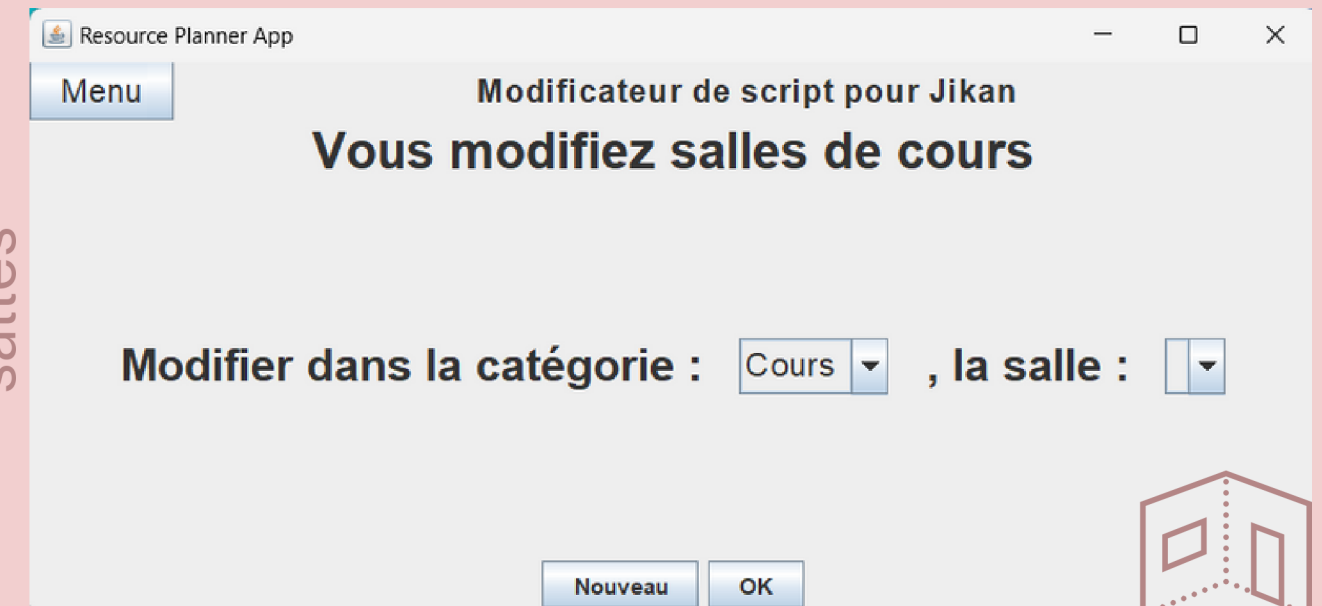 Resource Planner App
Menu
Modificateur de script pour Jikan
Vous modifiez salles de cours
salles
Modifier dans la catégorie : Cours , la salle :
Nouveau OK